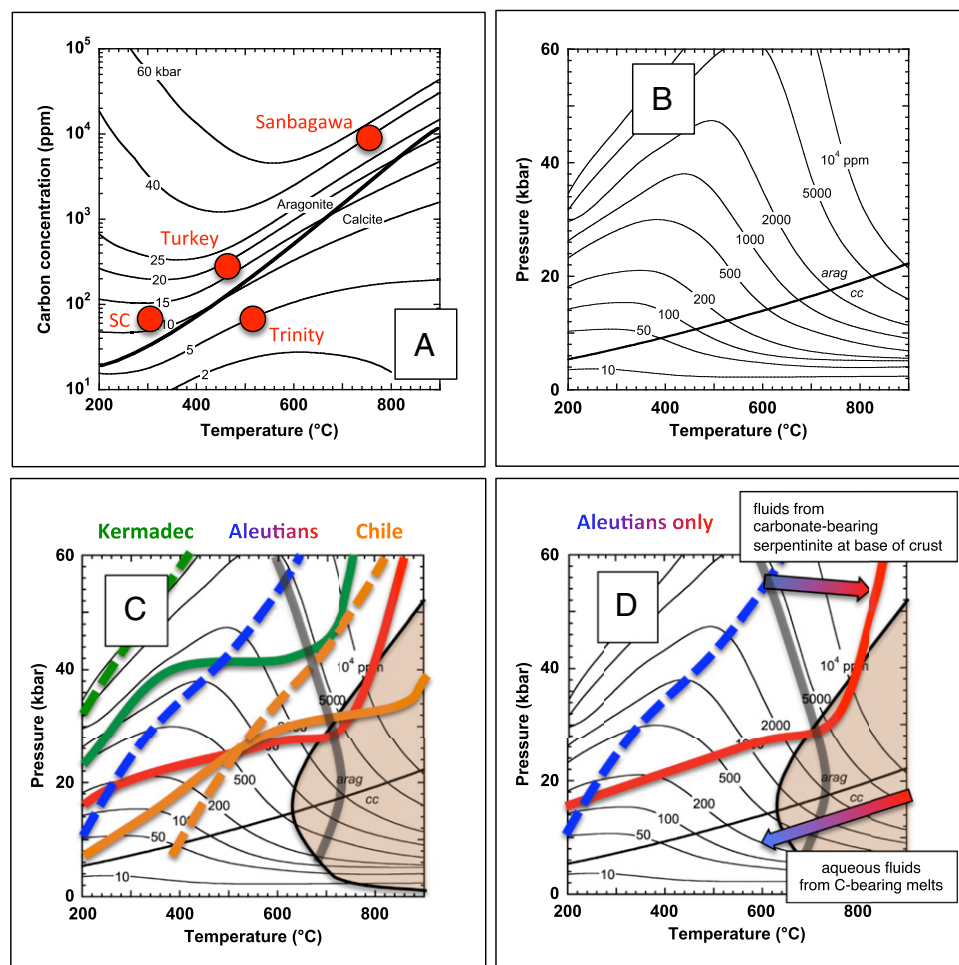 10⁵
10⁴
10³
10²
10¹
Carbon concentration (ppm)
60 kbar
40
25
20
15
10
5
2
Sanbagawa
Aragonite
Calcite
Turkey
SC
Trinity
A
200
400
600
800
Temperature (°C)
60
40
20
0
Pressure (kbar)
B
10⁴ ppm
5000
2000
1000
500
200
100
50
10
arag
cc
200
400
600
800
Temperature (°C)
Kermadec
Aleutians
Chile
60
40
20
0
Pressure (kbar)
C
10⁴ ppm
5000
500
200
50
10
arag
cc
200
400
600
800
Temperature (°C)
Aleutians only
fluids from
carbonate-bearing
serpentinite at base of crust
60
40
20
0
Pressure (kbar)
D
10⁴ ppm
5000
2000
500
200
100
50
10
arag
cc
aqueous fluids
from C-bearing melts
200
400
600
800
Temperature (°C)